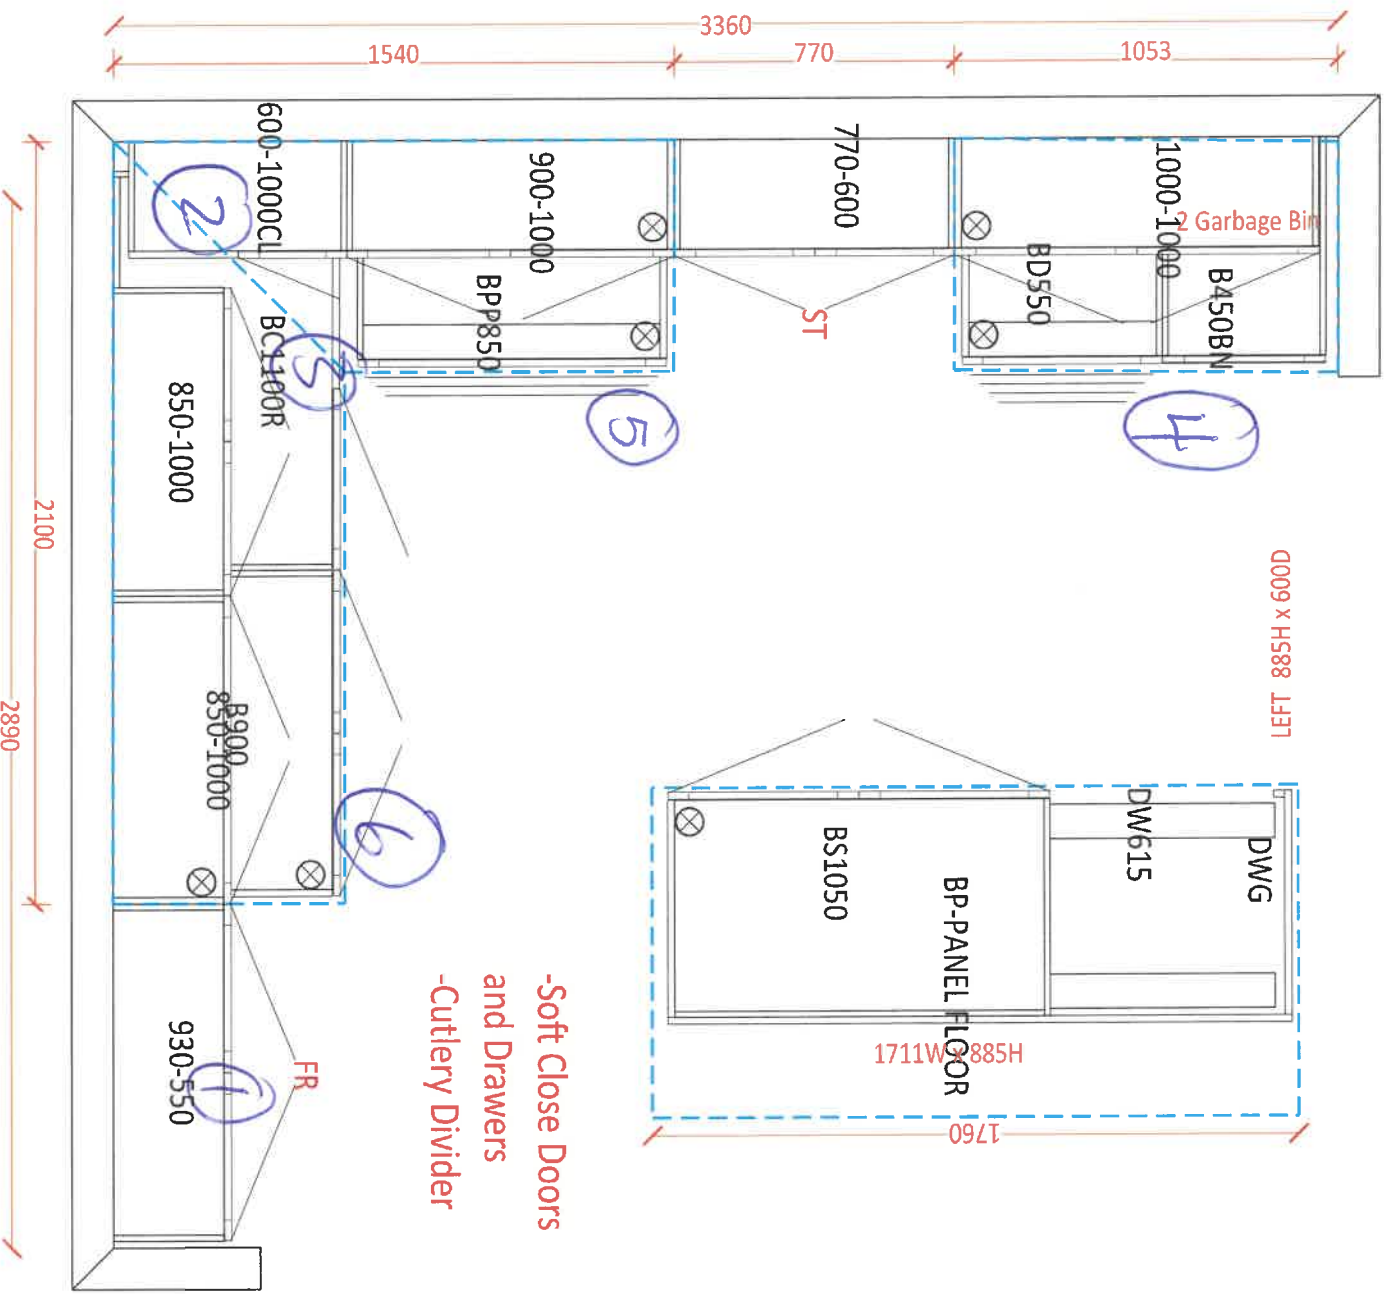 3360
1540
770
1053
600-1000CL
900-1000
770-600
1000-1000
2 Garbage Bin
2
BPP850
BD550
B450BN
ST
BC1100R
3
5
4
850-1000
2100
2890
LEFT 885H x 600D
B900
850-1000
6
BS1050
DW615
DWG
BP-PANEL FLOOR
1711W x 885H
1760
930-550
1
FR
-Soft Close Doors
and Drawers
-Cutlery Divider